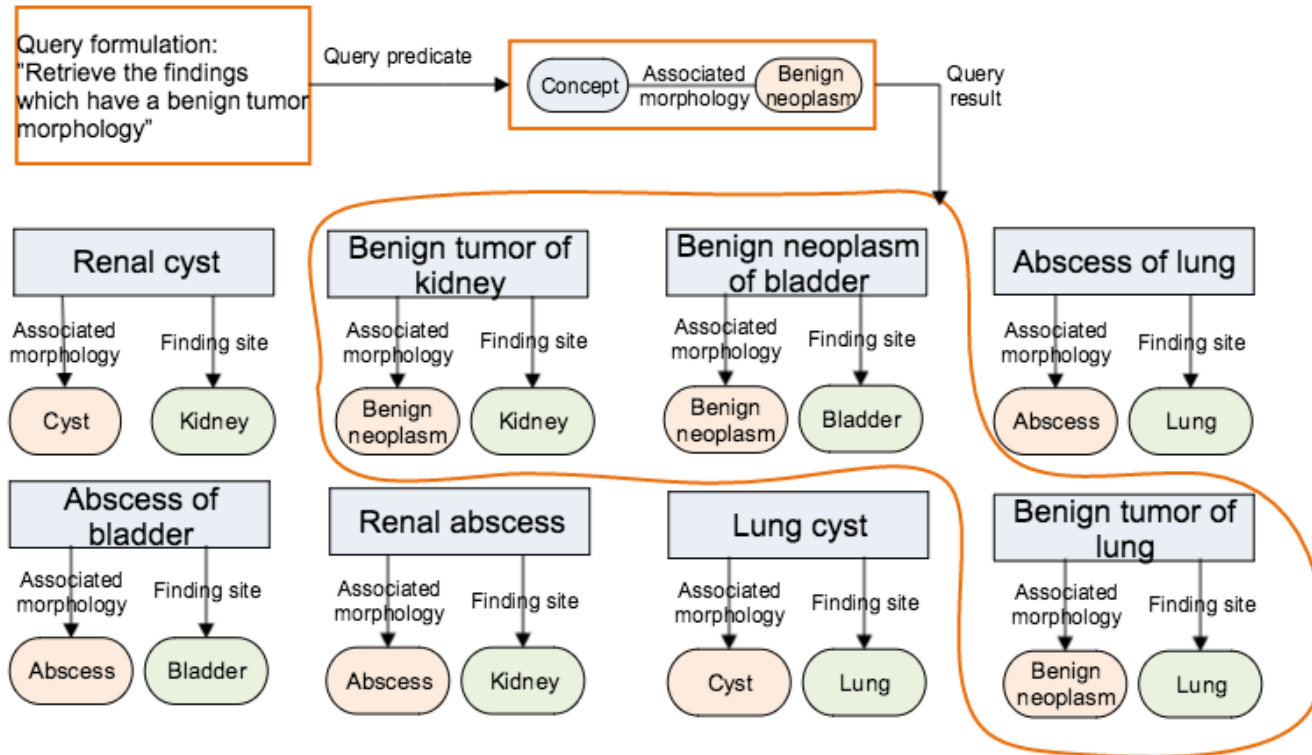 Query formulation:
"Retrieve the findings
which have a benign tumor
morphology"
Query predicate
Concept
Associated
morphology
Benign
neoplasm
Query
result
Renal cyst
Associated
morphology
Finding site
Cyst
Kidney
Benign tumor of
kidney
Associated
morphology
Finding site
Benign
neoplasm
Kidney
Benign neoplasm
of bladder
Associated
morphology
Finding site
Benign
neoplasm
Bladder
Abscess of lung
Associated
morphology
Finding site
Abscess
Lung
Abscess of
bladder
Associated
morphology
Finding site
Abscess
Bladder
Renal abscess
Associated
morphology
Finding site
Abscess
Kidney
Lung cyst
Associated
morphology
Finding site
Cyst
Lung
Benign tumor of
lung
Associated
morphology
Finding site
Benign
neoplasm
Lung